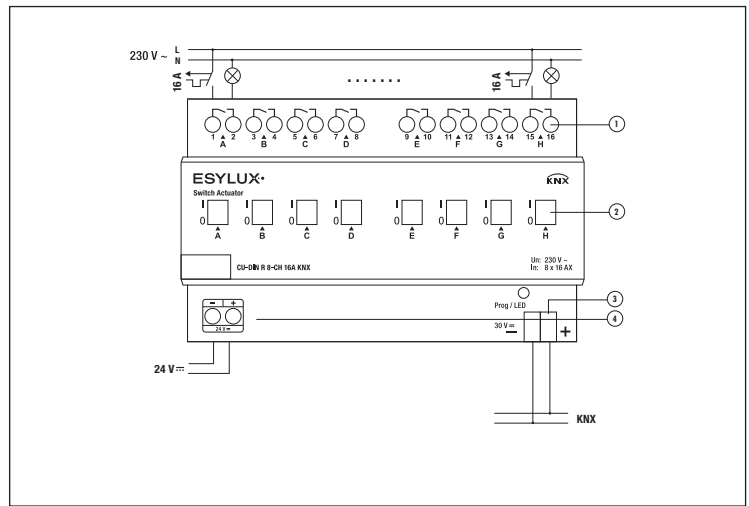 L
230 V ~
N
16 A
.......
16 A
1 2 3 4 5 6 7 8 9 10 11 12 13 14 15 16
A B C D E F G H
1
ESYLUX
KNX
Switch Actuator
I I I I I I I I
0 0 0 0 0 0 0 0
2
A B C D E F G H
CU-DIN R 8-CH 16A KNX
Un: 230 V ~
In: 8 x 16 AX
Prog / LED
3
− +
24 V
30 V
− +
4
24 V
KNX